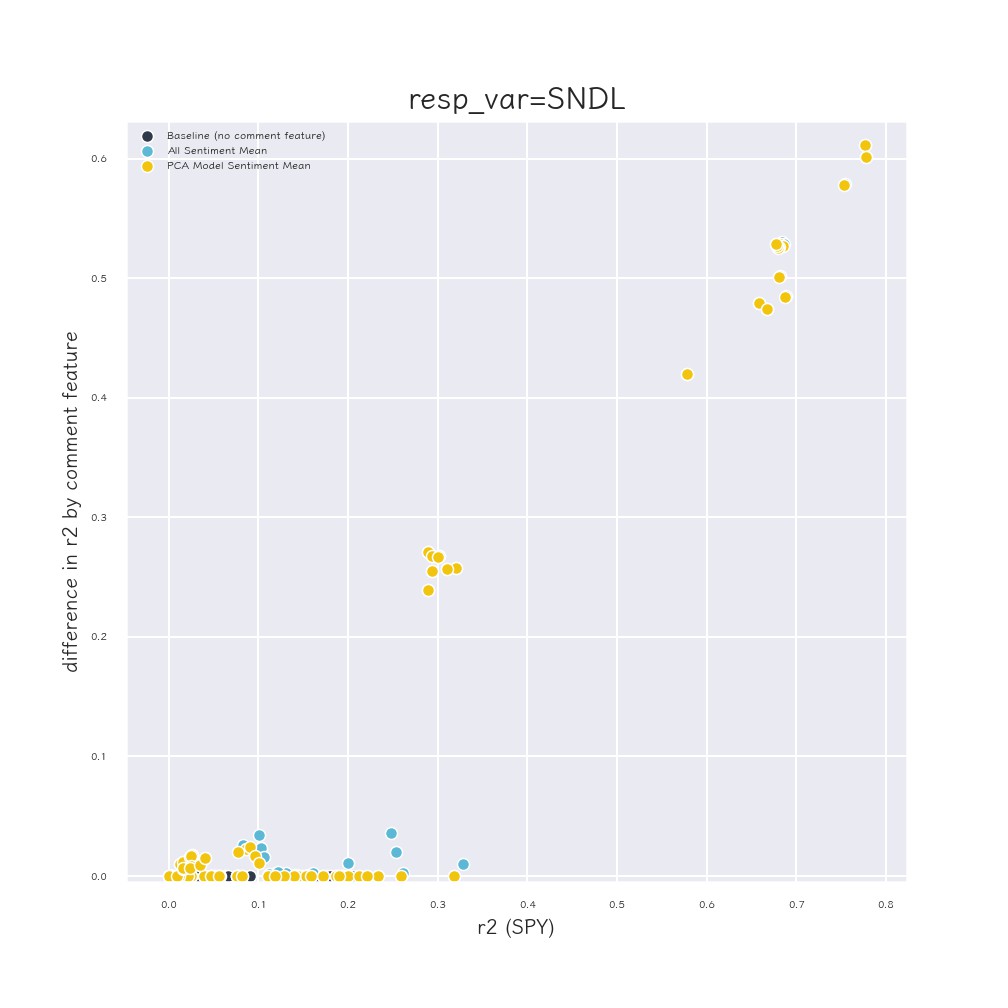 resp_var=SNDL
Baseline (no comment feature)
All Sentiment Mean
PCA Model Sentiment Mean
difference in r2 by comment feature
0.6
0.5
0.4
0.3
0.2
0.1
0.0
0.0 0.1 0.2 0.3 0.4 0.5 0.6 0.7 0.8
r2 (SPY)